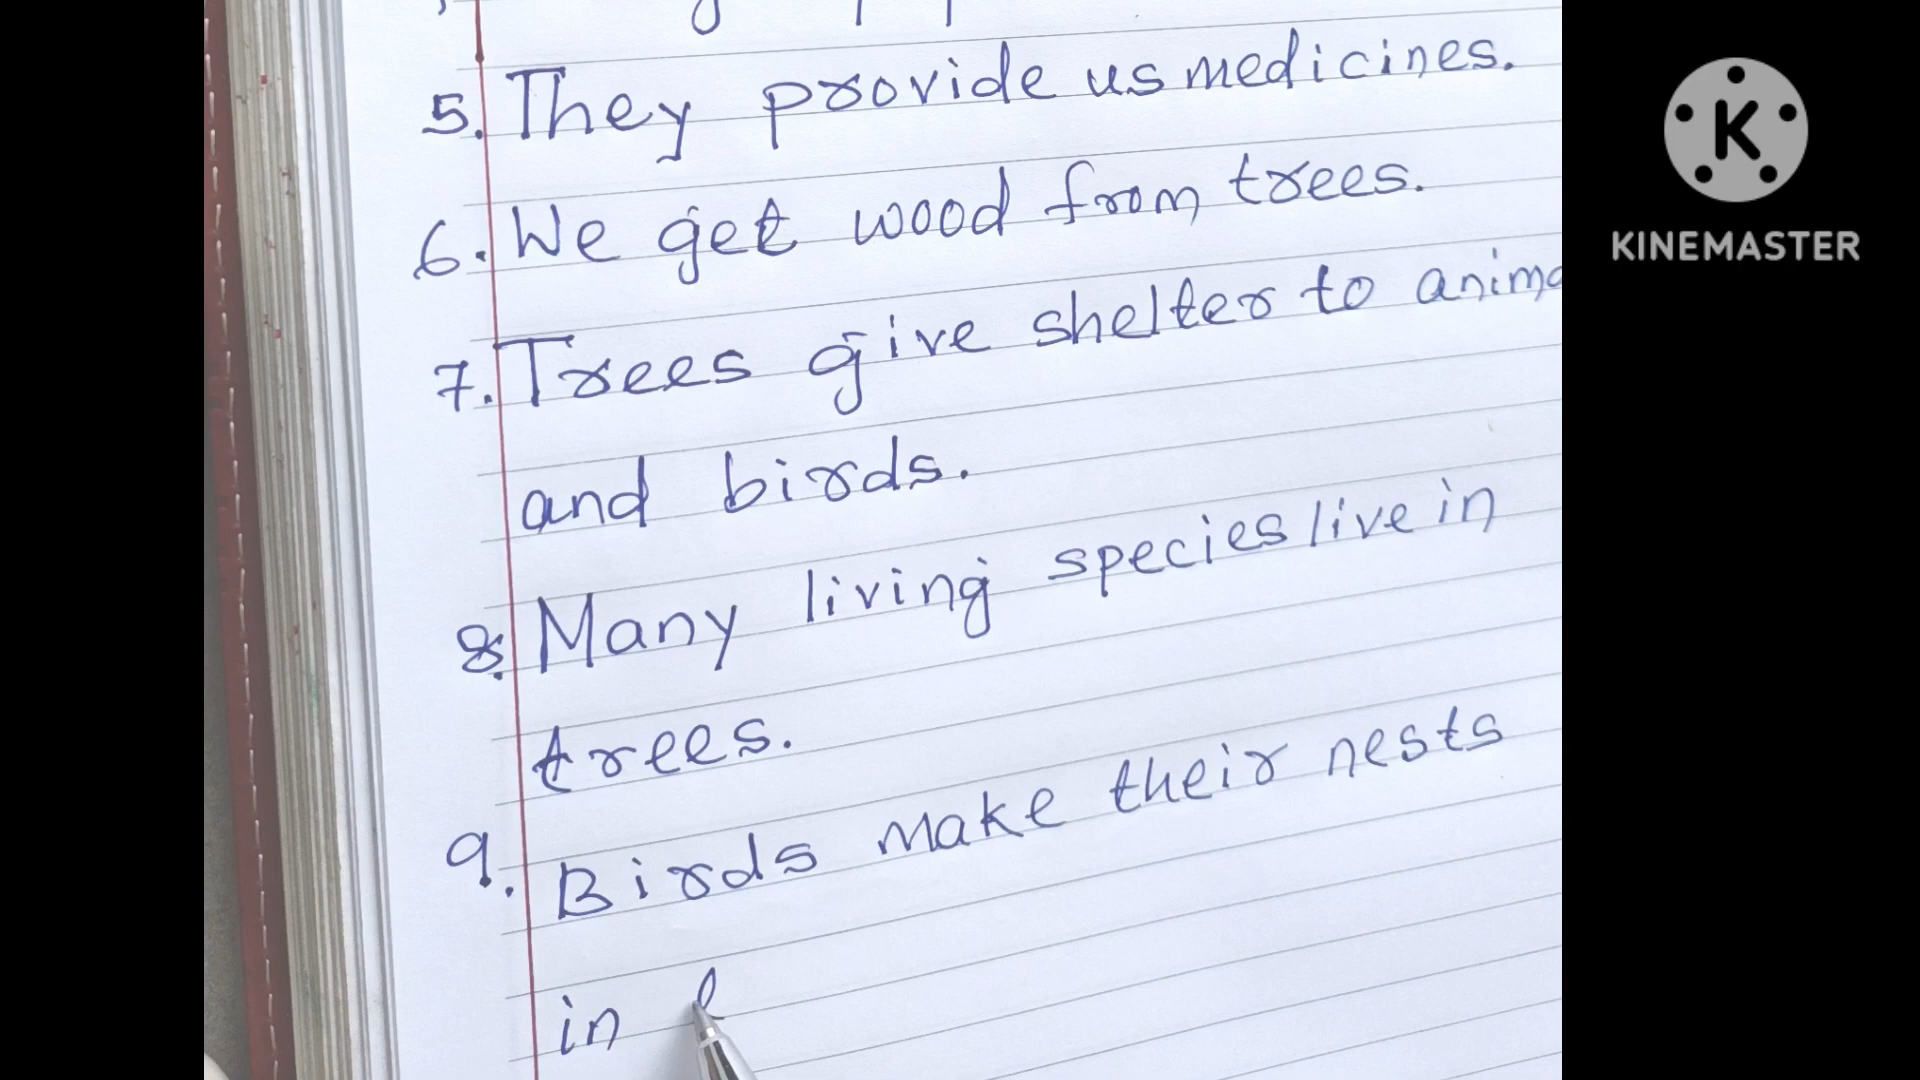 5. They provide us medicines.
6. We get wood from trees.
7. Trees give shelter to anima
and birds.
8. Many living species live in
trees.
9. Birds make their nests
in
K
KINEMASTER